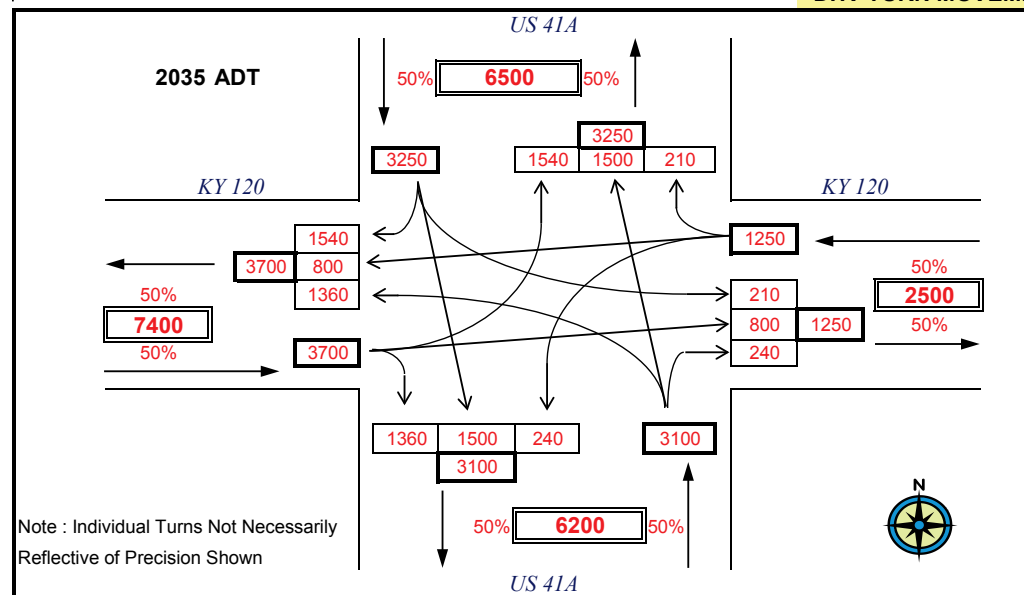 US 41A
2035 ADT
50% 6500 50%
3250
3250
1540 1500 210
KY 120
KY 120
1540
1250
3700 800
50%
50%
1360
210
2500
7400
800 1250
50%
50%
3700
240
1360 1500 240
3100
3100
N
Note : Individual Turns Not Necessarily
50% 6200 50%
Reflective of Precision Shown
US 41A